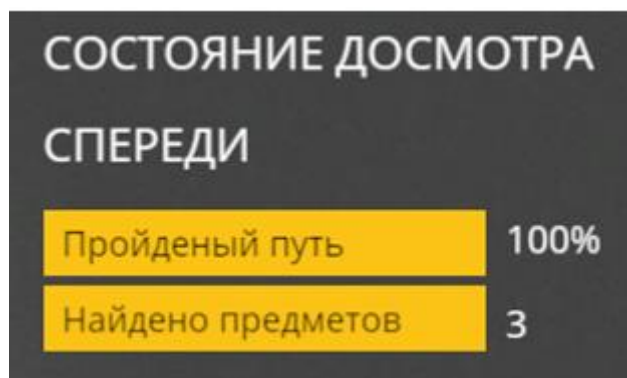 СОСТОЯНИЕ ДОСМОТРА
СПЕРЕДИ
Пройденый путь 100%
Найдено предметов 3